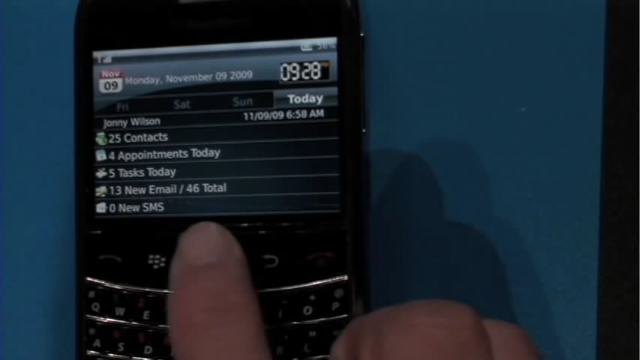 Nov
09
Monday, November 09 2009
09:28
Fri Sat Sun Today
Jonny Wilson 11/09/09 6:58 AM
25 Contacts
4 Appointments Today
5 Tasks Today
13 New Email / 46 Total
0 New SMS
Q W E I O P
A S D L